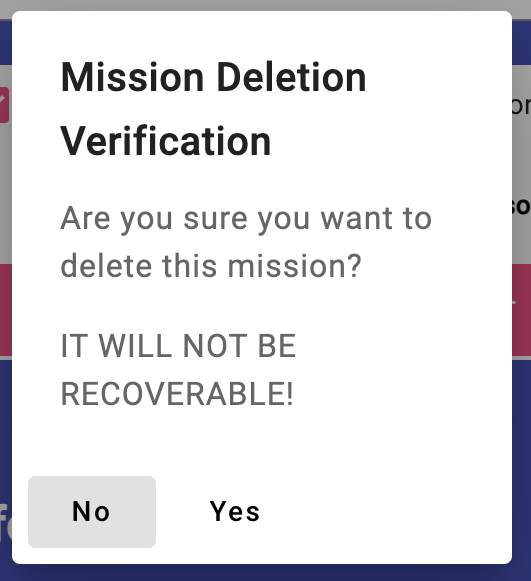 Mission Deletion
Verification
Are you sure you want to
delete this mission?
IT WILL NOT BE
RECOVERABLE!
No Yes